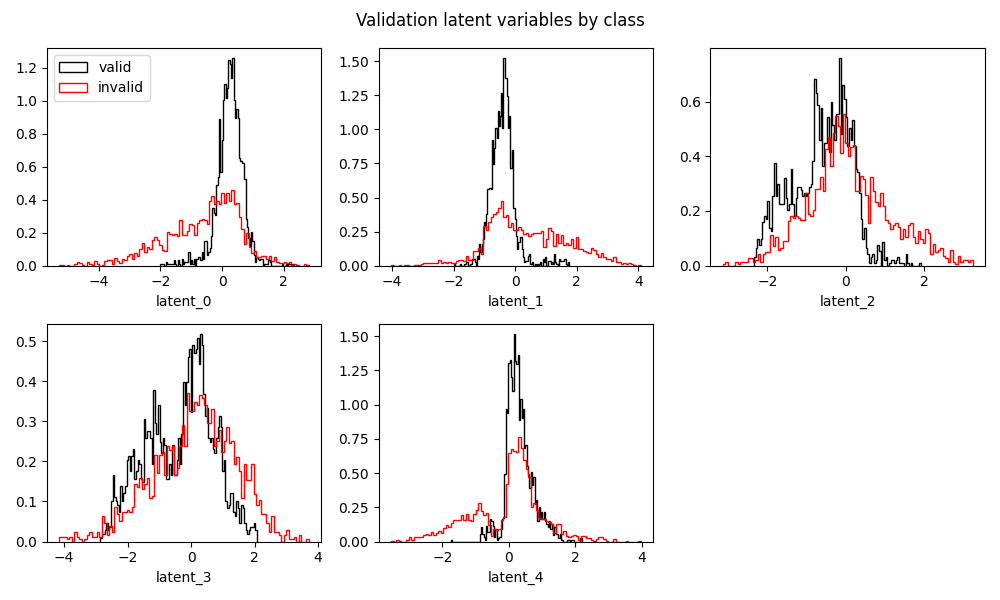 Validation latent variables by class
valid
invalid
1.2
1.0
0.8
0.6
0.4
0.2
0.0
−4 −2 0 2
latent_0
1.50
1.25
1.00
0.75
0.50
0.25
0.00
−4 −2 0 2 4
latent_1
0.6
0.4
0.2
0.0
−2 0 2
latent_2
0.5
0.4
0.3
0.2
0.1
0.0
−4 −2 0 2 4
latent_3
1.50
1.25
1.00
0.75
0.50
0.25
0.00
−2 0 2 4
latent_4